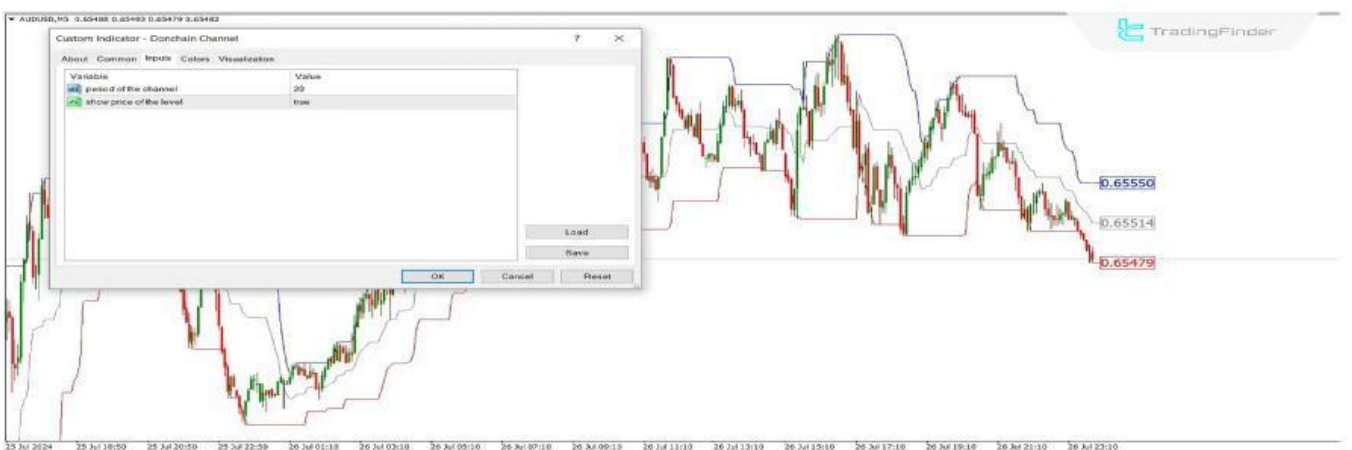 AUDUSD,M5 0.65488 0.65493 0.65479 0.65482
TradingFinder
Custom Indicator - Donchain Channel
? ×
About Common Inputs Colors Visualization
Variable Value
period of the channel 20
show price of the level true
Load
Save
OK Cancel Reset
0.65550
0.65514
0.65479
25 Jul 2024 25 Jul 18:50 25 Jul 20:50 25 Jul 22:50 26 Jul 01:10 26 Jul 03:10 26 Jul 05:10 26 Jul 07:10 26 Jul 09:10 26 Jul 11:10 26 Jul 13:10 26 Jul 15:10 26 Jul 17:10 26 Jul 19:10 26 Jul 21:10 26 Jul 23:10